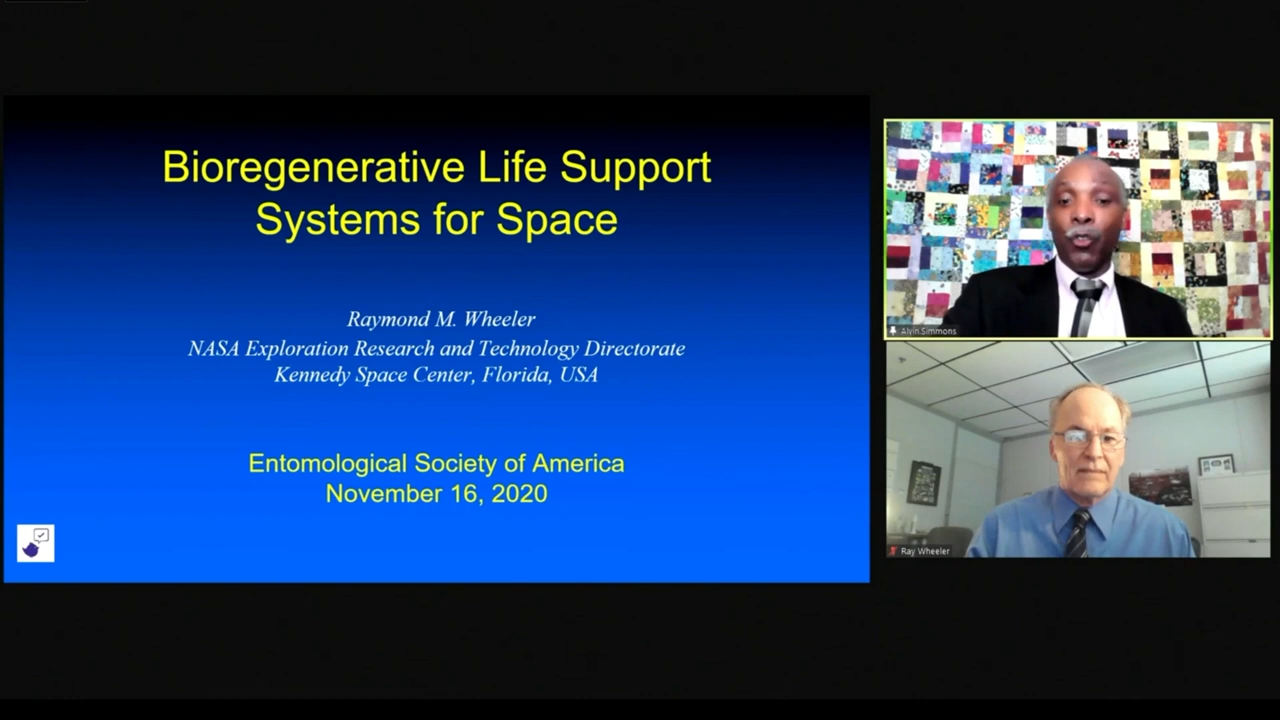 Bioregenerative Life Support
Systems for Space
Raymond M. Wheeler
NASA Exploration Research and Technology Directorate
Kennedy Space Center, Florida, USA
Entomological Society of America
November 16, 2020
Alvin Simmons
Ray Wheeler